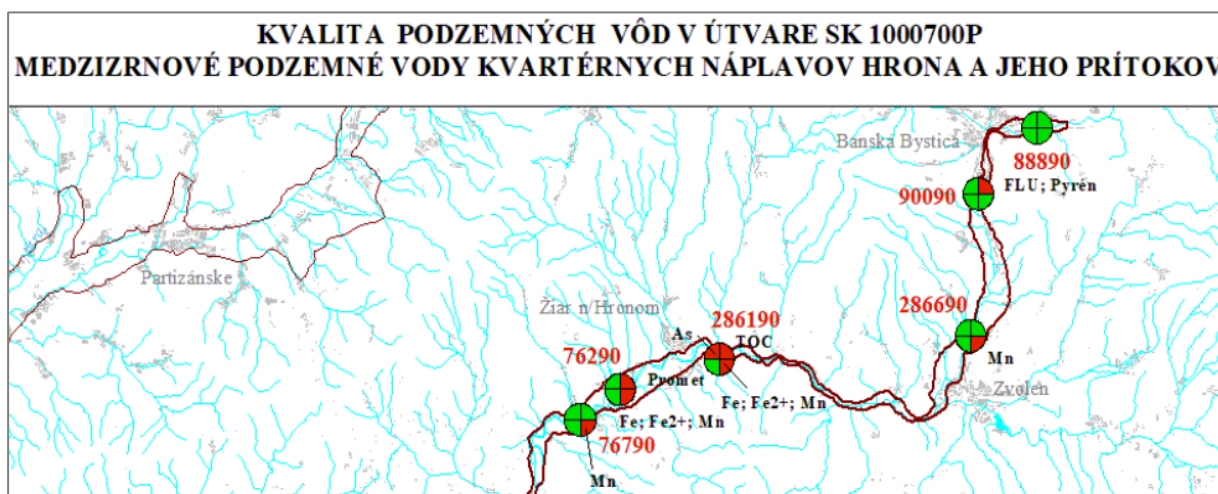 KVALITA PODZEMNÝCH VÔD V ÚTVARE SK 1000700P
MEDZIZRNOVÉ PODZEMNÉ VODY KVARTÉRNYCH NÁPLAVOV HRONA A JEHO PRÍTOKOV
Banská Bystica
88890
FLU; Pyrén
90090
Partizánske
Žiar n/Hronom
286690
286190
As
TOC
76290
Mn
Promet
Zvolen
Fe; Fe2+; Mn
Fe; Fe2+; Mn
76790
Mn